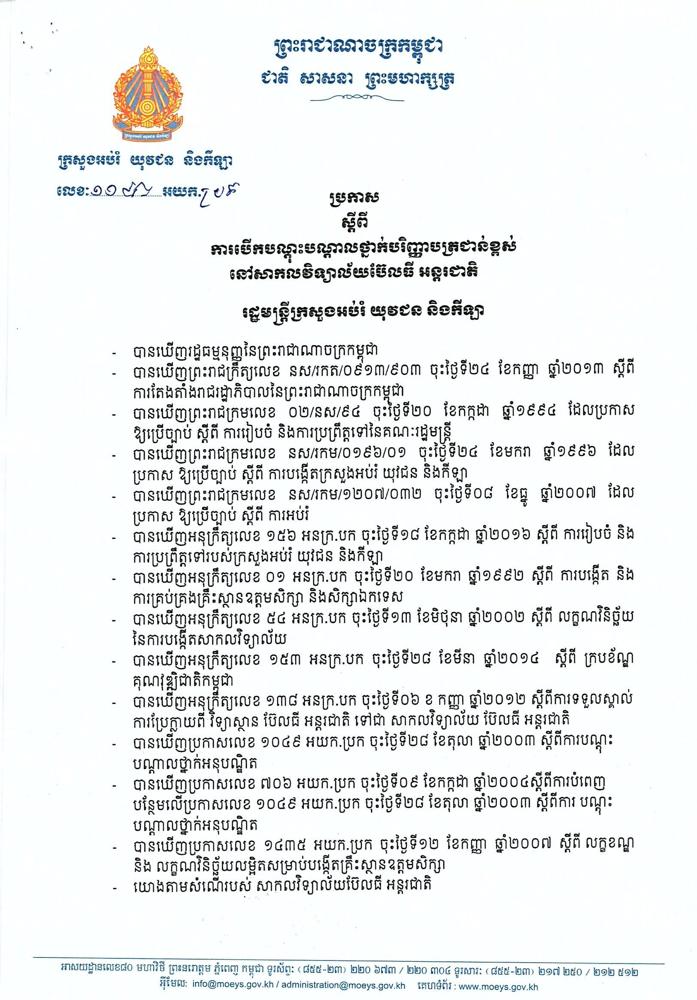 ព្រះរាជាណាចក្រកម្ពុជា
ជាតិ សាសនា ព្រះមហាក្សត្រ
ក្រសួងអប់រំ យុវជន និងកីឡា
លេខ: អយក.
ប្រកាស
ស្តីពី
ការបើកបណ្តុះបណ្តាលថ្នាក់បរិញ្ញាបត្រជាន់ខ្ពស់
នៅសាកលវិទ្យាល័យប៊ែលធី អន្តរជាតិ
រដ្ឋមន្ត្រីក្រសួងអប់រំ យុវជន និងកីឡា
- បានឃើញរដ្ឋធម្មនុញ្ញនៃព្រះរាជាណាចក្រកម្ពុជា
- បានឃើញព្រះរាជក្រឹត្យលេខ នស/រកត/០៩១៣/៩០៣ ចុះថ្ងៃទី២៤ ខែកញ្ញា ឆ្នាំ២០១៣ ស្តីពី
ការតែងតាំងរាជរដ្ឋាភិបាលនៃព្រះរាជាណាចក្រកម្ពុជា
- បានឃើញព្រះរាជក្រមលេខ ០២/នស/៩៤ ចុះថ្ងៃទី២០ ខែកក្កដា ឆ្នាំ១៩៩៤ ដែលប្រកាស
ឱ្យប្រើច្បាប់ ស្តីពី ការរៀបចំ និងការប្រព្រឹត្តទៅនៃគណៈរដ្ឋមន្ត្រី
- បានឃើញព្រះរាជក្រមលេខ នស/រកម/០១៩៦/០១ ចុះថ្ងៃទី២៤ ខែមករា ឆ្នាំ១៩៩៦ ដែល
ប្រកាស ឱ្យប្រើច្បាប់ ស្តីពី ការបង្កើតក្រសួងអប់រំ យុវជន និងកីឡា
- បានឃើញព្រះរាជក្រមលេខ នស/រកម/១២០៧/០៣២ ចុះថ្ងៃទី០៨ ខែធ្នូ ឆ្នាំ២០០៧ ដែល
ប្រកាស ឱ្យប្រើច្បាប់ ស្តីពី ការអប់រំ
- បានឃើញអនុក្រឹត្យលេខ ១៥៦ អនក្រ.បក ចុះថ្ងៃទី១៨ ខែកក្កដា ឆ្នាំ២០១៦ ស្តីពី ការរៀបចំ និង
ការប្រព្រឹត្តទៅរបស់ក្រសួងអប់រំ យុវជន និងកីឡា
- បានឃើញអនុក្រឹត្យលេខ ០១ អនក្រ.បក ចុះថ្ងៃទី២០ ខែមករា ឆ្នាំ១៩៩២ ស្តីពី ការបង្កើត និង
ការគ្រប់គ្រងគ្រឹះស្ថានឧត្តមសិក្សា និងសិក្សាឯកទេស
- បានឃើញអនុក្រឹត្យលេខ ៥៤ អនក្រ.បក ចុះថ្ងៃទី១៣ ខែមិថុនា ឆ្នាំ២០០២ ស្តីពី លក្ខណវិនិច្ឆ័យ
នៃការបង្កើតសាកលវិទ្យាល័យ
- បានឃើញអនុក្រឹត្យលេខ ១៥៣ អនក្រ.បក ចុះថ្ងៃទី២៨ ខែមីនា ឆ្នាំ២០១៤ ស្តីពី ក្របខ័ណ្ឌ
គុណវុឌ្ឍិជាតិកម្ពុជា
- បានឃើញអនុក្រឹត្យលេខ ១៣៨ អនក្រ.បក ចុះថ្ងៃទី០៦ ខ កញ្ញា ឆ្នាំ២០១២ ស្តីពីការទទួលស្គាល់
ការប្រែក្លាយពី វិទ្យាស្ថាន ប៊ែលធី អន្តរជាតិ ទៅជា សាកលវិទ្យាល័យ ប៊ែលធី អន្តរជាតិ
- បានឃើញប្រកាសលេខ ១០៤៩ អយក.ប្រក ចុះថ្ងៃទី២៨ ខែតុលា ឆ្នាំ២០០៣ ស្តីពីការបណ្តុះ
បណ្តាលថ្នាក់អនុបណ្ឌិត
- បានឃើញប្រកាសលេខ ៧០៦ អយក.ប្រក ចុះថ្ងៃទី០៩ ខែកក្កដា ឆ្នាំ២០០៤ស្តីពីការបំពេញ
បន្ថែមលើប្រកាសលេខ ១០៤៩ អយក.ប្រក ចុះថ្ងៃទី២៨ ខែតុលា ឆ្នាំ២០០៣ ស្តីពីការ បណ្តុះ
បណ្តាលថ្នាក់អនុបណ្ឌិត
- បានឃើញប្រកាសលេខ ១៤៣៥ អយក.ប្រក ចុះថ្ងៃទី១២ ខែកញ្ញា ឆ្នាំ២០០៧ ស្តីពី លក្ខខណ្ឌ
និង លក្ខណវិនិច្ឆ័យលម្អិតសម្រាប់បង្កើតគ្រឹះស្ថានឧត្តមសិក្សា
- យោងតាមសំណើរបស់ សាកលវិទ្យាល័យប៊ែលធី អន្តរជាតិ
អាសយដ្ឋានលេខ៨០ មហាវិថី ព្រះនរោត្តម ភ្នំពេញ កម្ពុជា ទូរស័ព្ទៈ (៨៥៥-២៣) ២២០ ៦៧៣ / ២២០ ៣០៤ ទូរសារៈ (៨៥៥-២៣) ២១៧ ២៥០ / ២១២ ៥១២
អ៊ីមែល: info@moeys.gov.kh / administration@moeys.gov.kh គេហទំព័រ : www.moeys.gov.kh